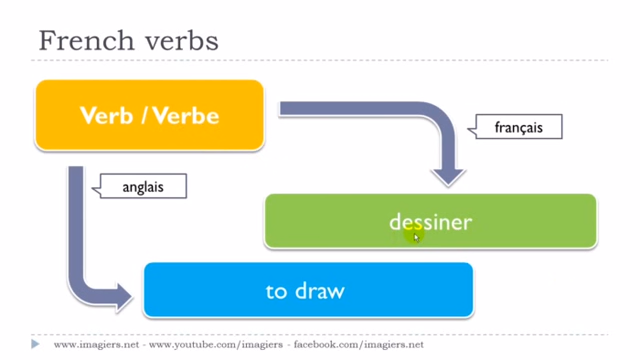 French verbs
Verb / Verbe
français
anglais
dessiner
to draw
www.imagiers.net - www.youtube.com/imagiers - facebook.com/imagiers.net